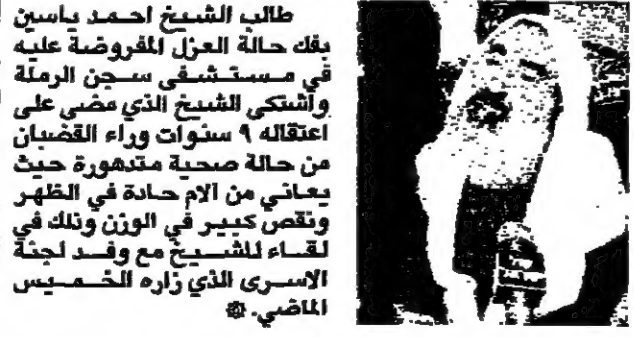 طالب الشيخ احمد ياسين
بفك حالة العزل المفروضة عليه
في مستشفى سجن الرملة
واشتكى الشيخ الذي مضى على
اعتقاله ٩ سنوات وراء القضبان
من حالة صحية متدهورة حيث
يعاني من آلام حادة في الظهر
ونقص كبير في الوزن وذلك في
لقاء للشيخ مع وفد لجنة
الاسرى الذي زاره الخميس
الماضي.